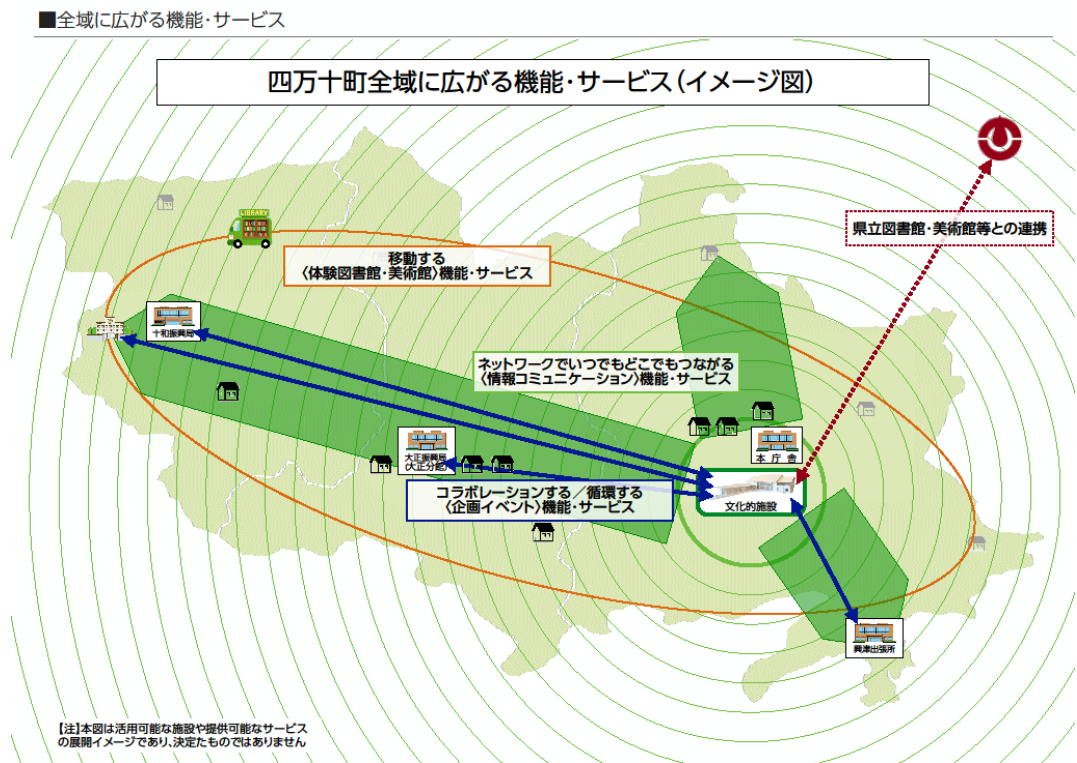 ■全域に広がる機能･サービス
四万十町全域に広がる機能･サービス(イメージ図)
県立図書館･美術館等との連携
LIBRARY
移動する
〈体験図書館･美術館〉機能･サービス
十和振興局
ネットワークでいつでもどこでもつながる
〈情報コミュニケーション〉機能･サービス
本庁舎
大正振興局
(大正分館)
コラボレーションする／循環する
〈企画イベント〉機能･サービス
文化的施設
興津出張所
【注】本図は活用可能な施設や提供可能なサービス
の展開イメージであり、決定たものではありません